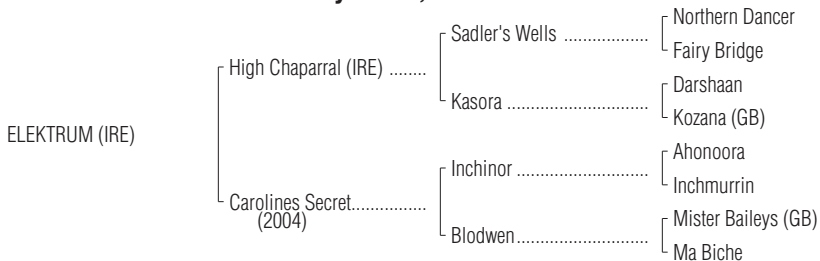 Northern Dancer
Sadler's Wells ..................
Fairy Bridge
High Chaparral (IRE) ........
Darshaan
Kasora ..............................
Kozana (GB)
ELEKTRUM (IRE)
Ahonoora
Inchinor ............................
Inchmurrin
Carolines Secret................
(2004)
Mister Baileys (GB)
Blodwen............................
Ma Biche